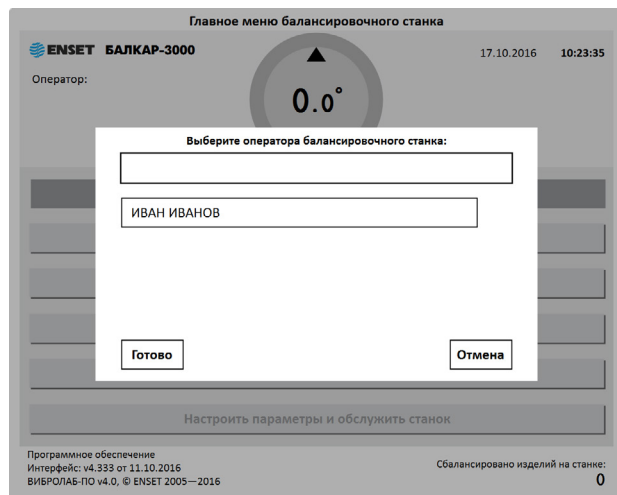 Главное меню балансировочного станка
ENSET БАЛКАР-3000
17.10.2016 10:23:35
Оператор:
0.0°
Выберите оператора балансировочного станка:
ИВАН ИВАНОВ
Готово
Отмена
Настроить параметры и обслужить станок
Программное обеспечение
Интерфейс: v4.333 от 11.10.2016
ВИБРОЛАБ-ПО v4.0, © ENSET 2005—2016
Сбалансировано изделий на станке:
0